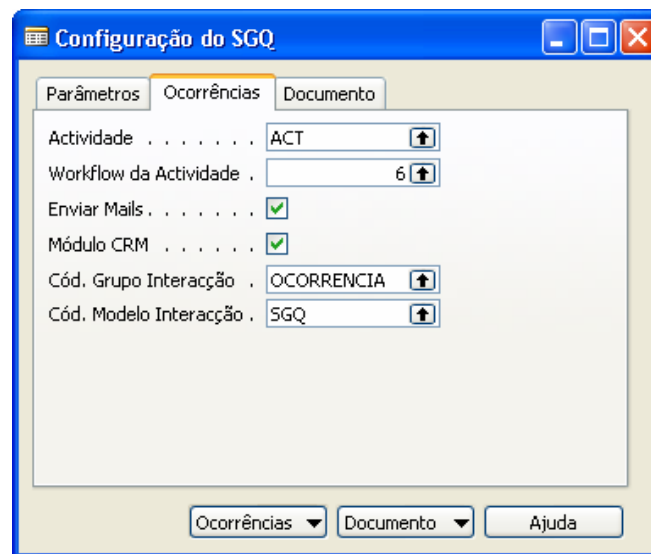 Configuração do SGQ
Parâmetros Ocorrências Documento
Actividade . . . . . . . ACT
Workflow da Actividade . 6
Enviar Mails . . . . . . .
Módulo CRM . . . . . .
Cód. Grupo Interacção . OCORRENCIA
Cód. Modelo Interacção . SGQ
Ocorrências Documento Ajuda